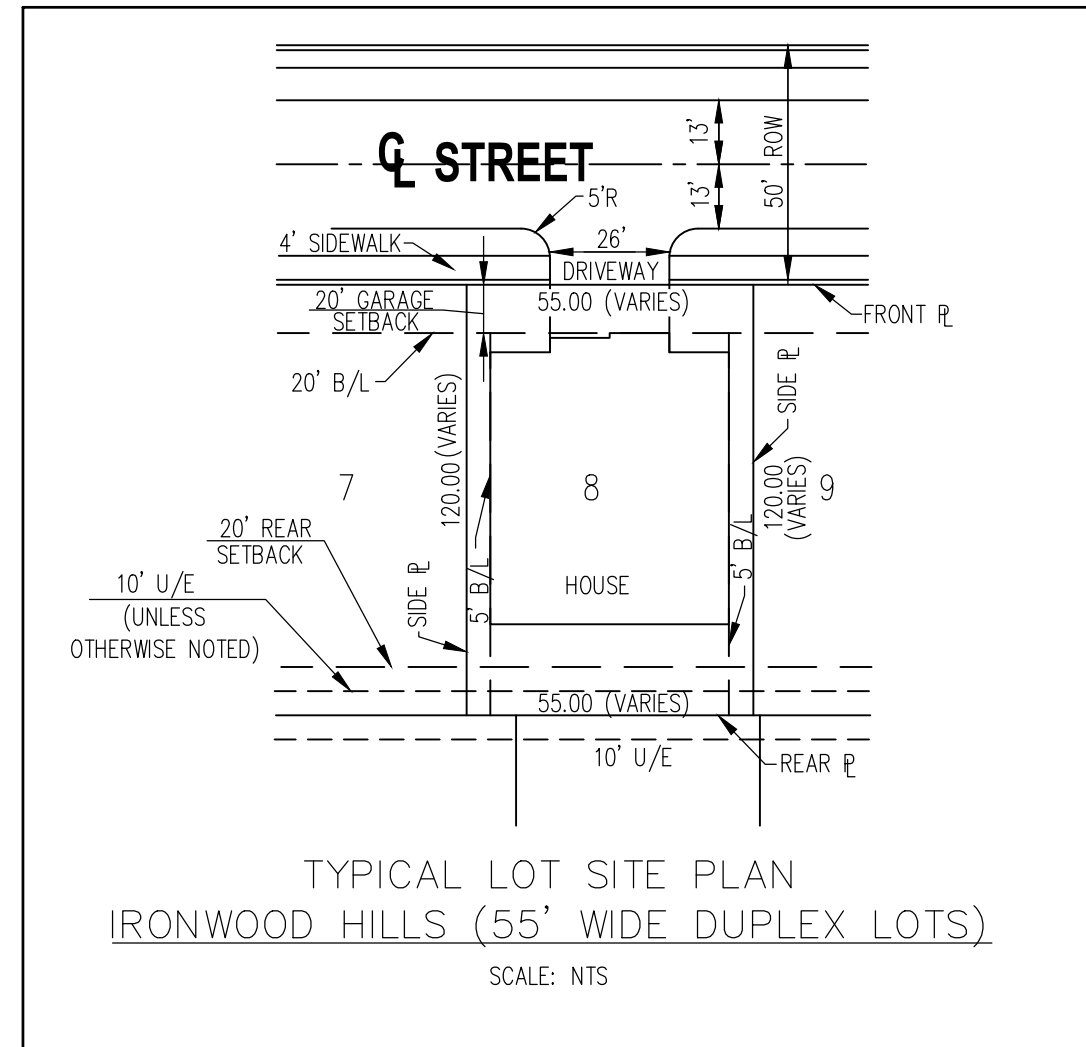 13'
ROW
℄ STREET
50'
13'
5'R
4' SIDEWALK
26'
DRIVEWAY
20' GARAGE
SETBACK
55.00 (VARIES)
FRONT ⅊
20' B/L
SIDE ⅊
120.00 (VARIES)
120.00
(VARIES)
7
8
9
20' REAR
SETBACK
5' B/L
5' B/L
10' U/E
(UNLESS
OTHERWISE NOTED)
SIDE ⅊
HOUSE
55.00 (VARIES)
10' U/E
REAR ⅊
TYPICAL LOT SITE PLAN
IRONWOOD HILLS (55' WIDE DUPLEX LOTS)
SCALE: NTS